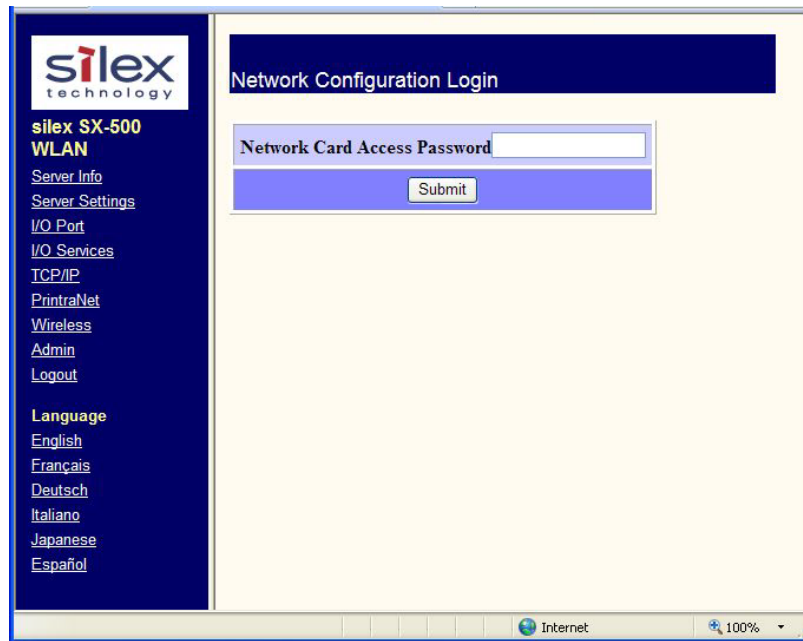 silex
technology
silex SX-500
WLAN
Server Info
Server Settings
I/O Port
I/O Services
TCP/IP
PrintraNet
Wireless
Admin
Logout
Language
English
Français
Deutsch
Italiano
Japanese
Español
Network Configuration Login
Network Card Access Password
Submit
Internet
100%